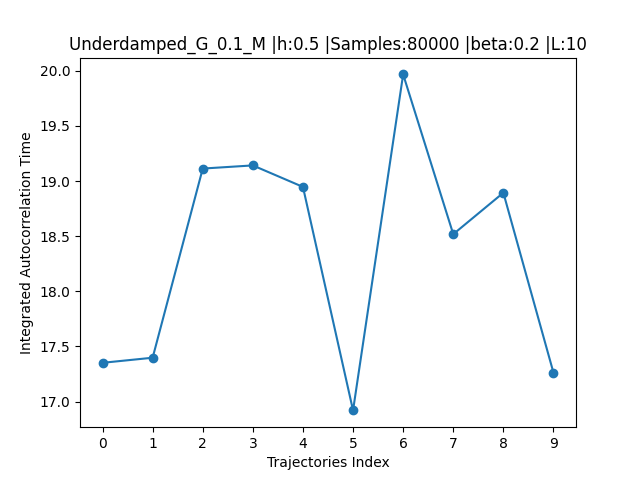 Underdamped_G_0.1_M |h:0.5 |Samples:80000 |beta:0.2 |L:10
20.0
19.5
19.0
18.5
18.0
17.5
17.0
Integrated Autocorrelation Time
0 1 2 3 4 5 6 7 8 9
Trajectories Index